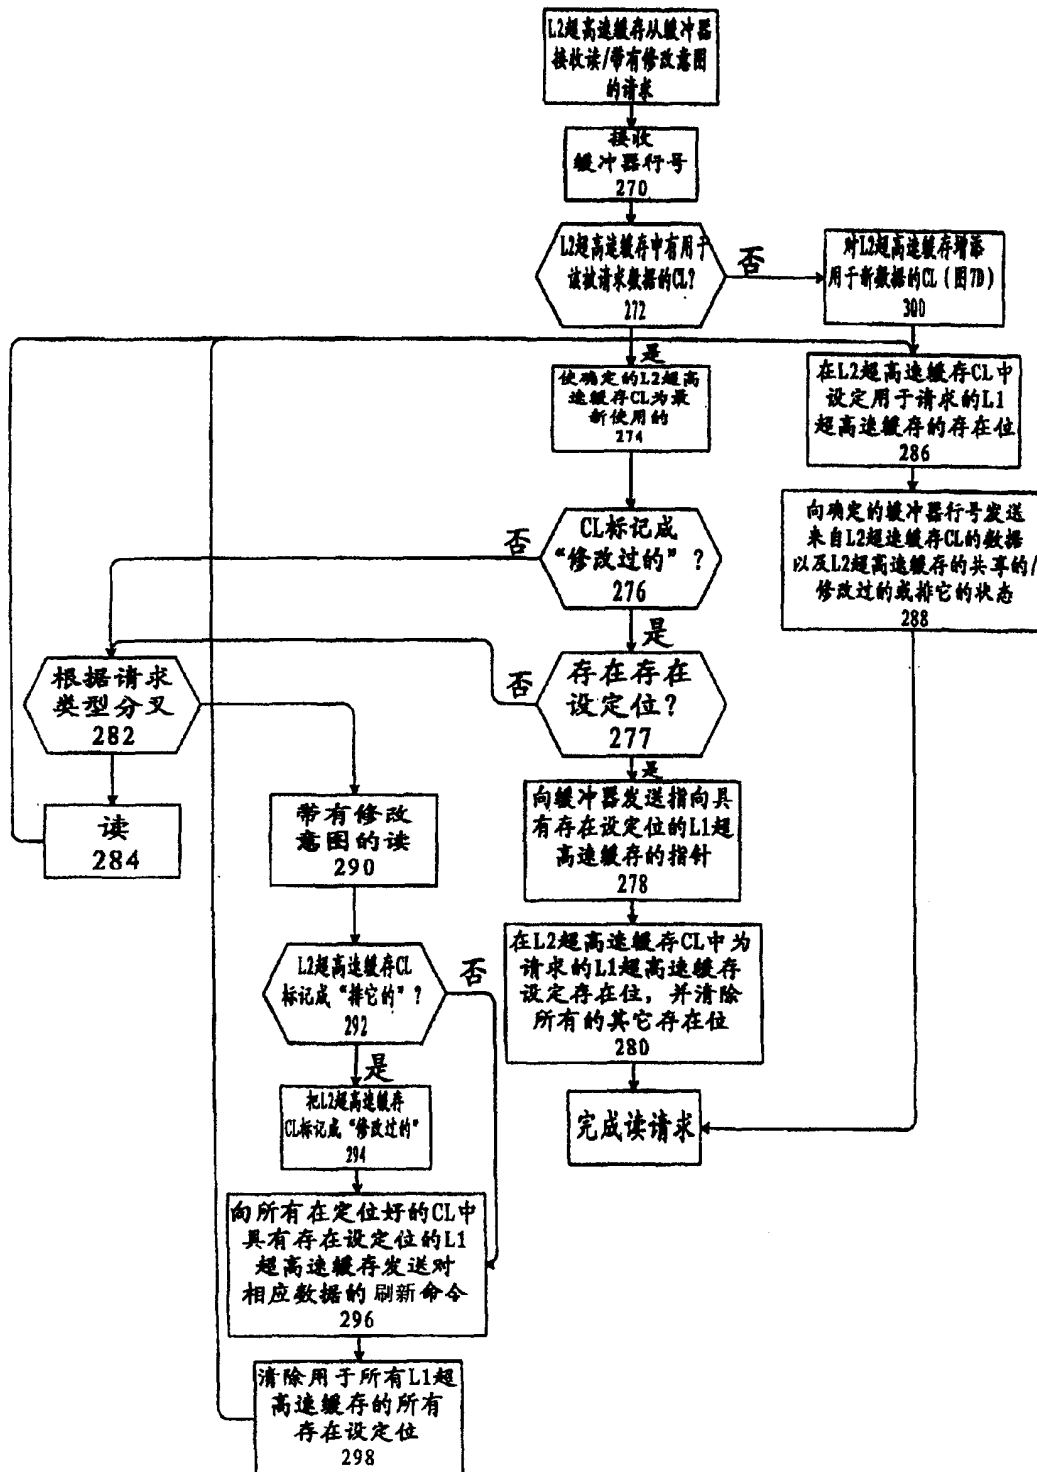 L2超高速缓存从缓冲器
接收读/带有修改意图
的请求
接收
缓冲器行号
270
L2超高速缓存中有用于
该被请求数据的CL?
272
否
对L2超高速缓存增添
用于新数据的CL(图7D)
300
是
使确定的L2超高
速缓存CL为最
新使用的
274
在L2超高速缓存CL中
设定用于请求的L1
超高速缓存的存在位
286
CL标记成
“修改过的”?
276
否
向确定的缓冲器行号发送
来自L2超速缓存CL的数据
以及L2超高速缓存的共享的/
修改过的或排它的状态
288
是
存在存在
设定位?
277
否
根据请求
类型分叉
282
是
读
284
带有修改
意图的读
290
向缓冲器发送指向具
有存在设定位的L1超
高速缓存的指针
278
L2超高速缓存CL
标记成“排它的”?
292
否
在L2超高速缓存CL中为
请求的L1超高速缓存
设定存在位，并清除
所有的其它存在位
280
是
把L2超高速缓存
CL标记成“修改过的”
294
完成读请求
向所有在定位好的CL中
具有存在设定位的L1
超高速缓存发送对
相应数据的刷新命令
296
清除用于所有L1超
高速缓存的所有
存在设定位
298